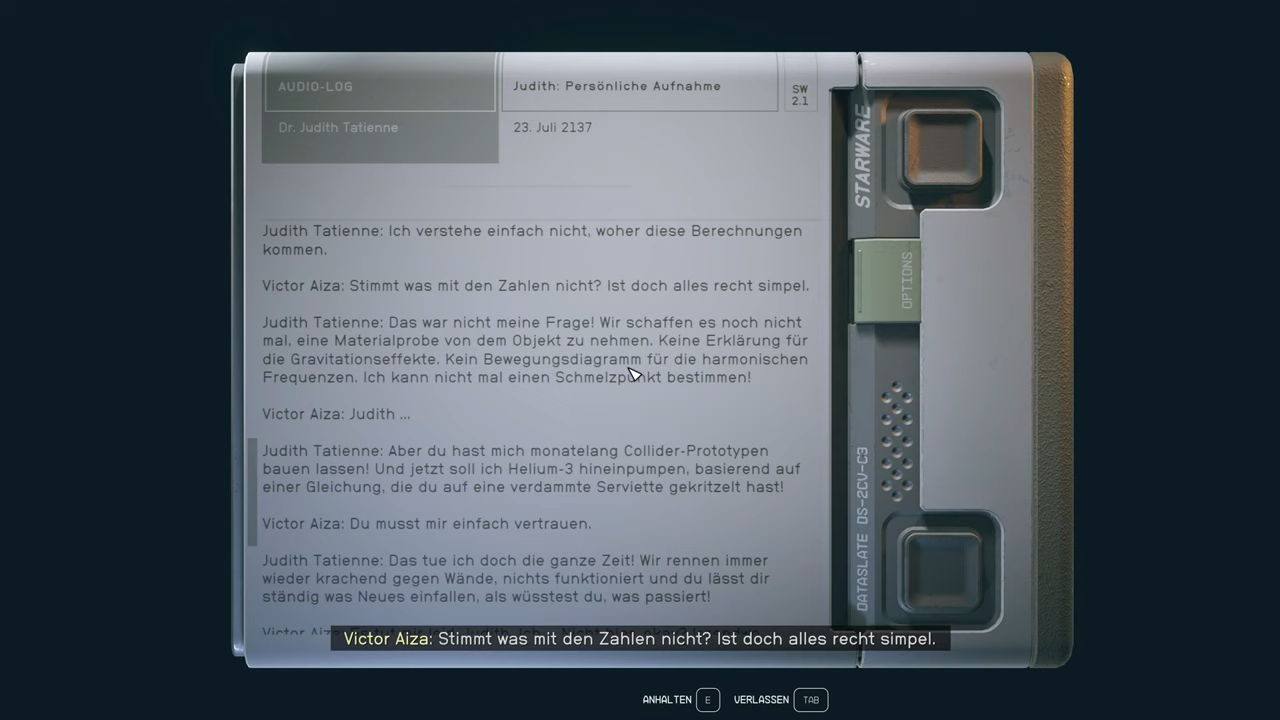 AUDIO-LOG
Judith: Persönliche Aufnahme
SW
2.1
Dr. Judith Tatienne
23. Juli 2137
Judith Tatienne: Ich verstehe einfach nicht, woher diese Berechnungen
kommen.
Victor Aiza: Stimmt was mit den Zahlen nicht? Ist doch alles recht simpel.
Judith Tatienne: Das war nicht meine Frage! Wir schaffen es noch nicht
mal, eine Materialprobe von dem Objekt zu nehmen. Keine Erklärung für
die Gravitationseffekte. Kein Bewegungsdiagramm für die harmonischen
Frequenzen. Ich kann nicht mal einen Schmelzpunkt bestimmen!
Victor Aiza: Judith ...
Judith Tatienne: Aber du hast mich monatelang Collider-Prototypen
bauen lassen! Und jetzt soll ich Helium-3 hineinpumpen, basierend auf
einer Gleichung, die du auf eine verdammte Serviette gekritzelt hast!
Victor Aiza: Du musst mir einfach vertrauen.
Judith Tatienne: Das tue ich doch die ganze Zeit! Wir rennen immer
wieder krachend gegen Wände, nichts funktioniert und du lässt dir
ständig was Neues einfallen, als wüsstest du, was passiert!
Victor Aiza: Stimmt was mit den Zahlen nicht? Ist doch alles recht simpel.
STARWARE
OPTIONS
DATASLATE DS-2CV-C3
ANHALTEN E VERLASSEN TAB